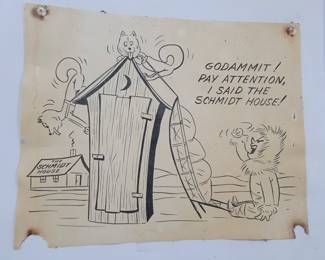 GODAMMIT!
PAY ATTENTION,
I SAID THE
SCHMIDT HOUSE!
SCHMIDT
HOUSE